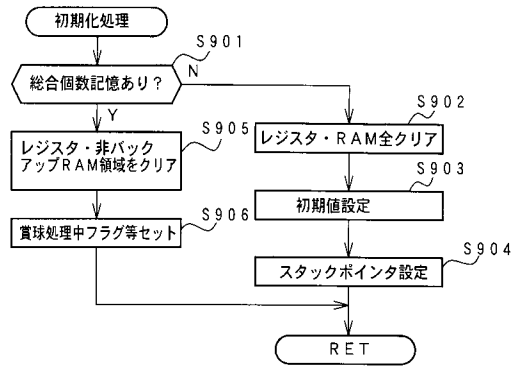 初期化処理
S901
総合個数記憶あり?
N
Y
S902
レジスタ・RAM全クリア
S905
レジスタ・非バック
アップRAM領域をクリア
S903
初期値設定
S906
賞球処理中フラグ等セット
S904
スタックポインタ設定
RET